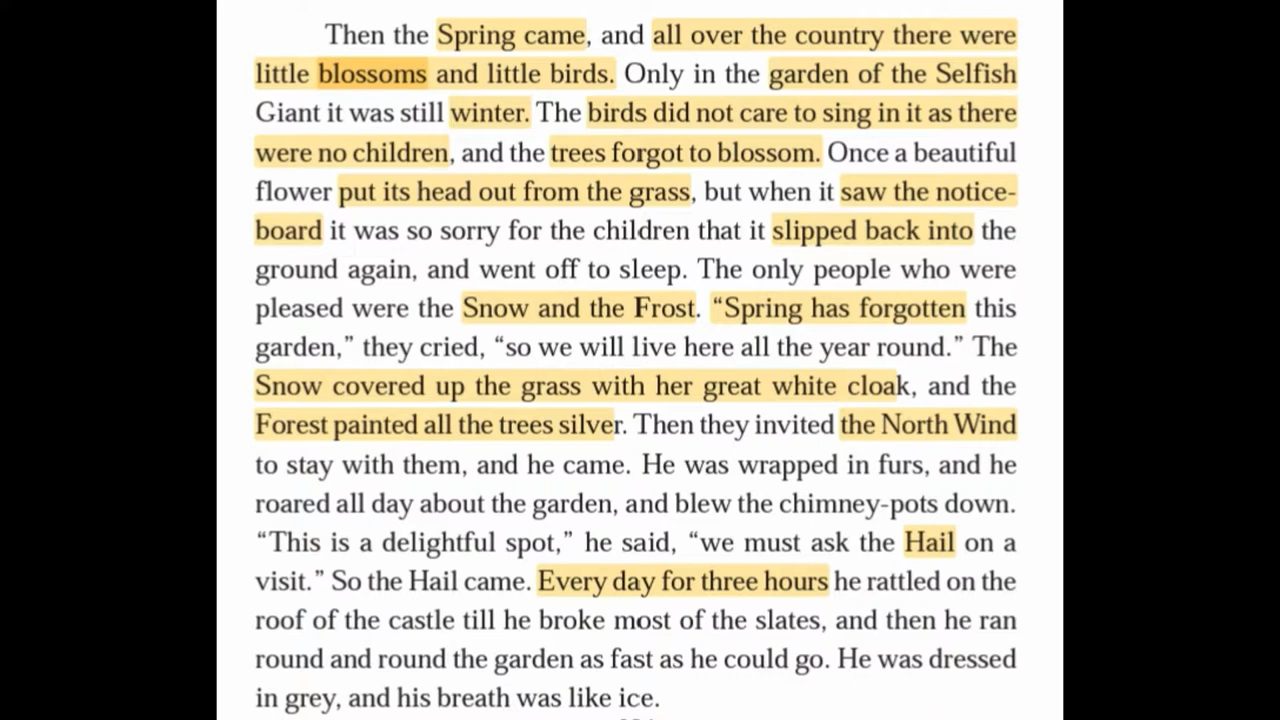 Then the Spring came, and all over the country there were
little blossoms and little birds. Only in the garden of the Selfish
Giant it was still winter. The birds did not care to sing in it as there
were no children, and the trees forgot to blossom. Once a beautiful
flower put its head out from the grass, but when it saw the notice-
board it was so sorry for the children that it slipped back into the
ground again, and went off to sleep. The only people who were
pleased were the Snow and the Frost. “Spring has forgotten this
garden,” they cried, “so we will live here all the year round.” The
Snow covered up the grass with her great white cloak, and the
Forest painted all the trees silver. Then they invited the North Wind
to stay with them, and he came. He was wrapped in furs, and he
roared all day about the garden, and blew the chimney-pots down.
“This is a delightful spot,” he said, “we must ask the Hail on a
visit.” So the Hail came. Every day for three hours he rattled on the
roof of the castle till he broke most of the slates, and then he ran
round and round the garden as fast as he could go. He was dressed
in grey, and his breath was like ice.